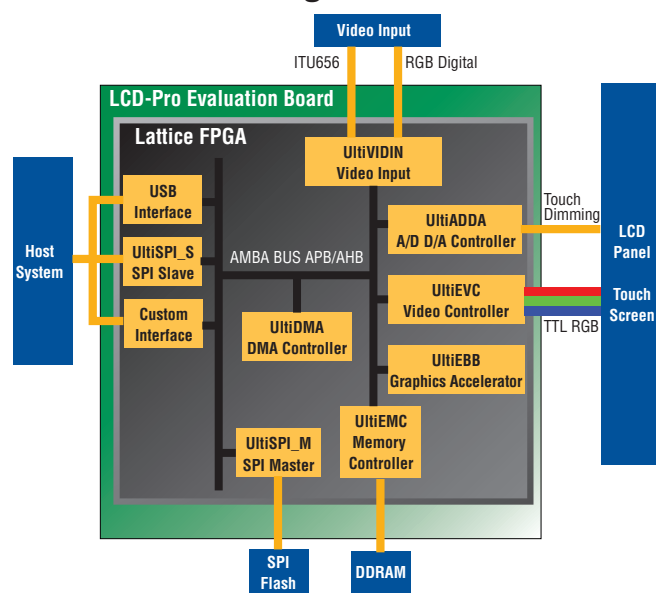 Video Input
ITU656
RGB Digital
LCD-Pro Evaluation Board
Lattice FPGA
UltiVIDIN
Video Input
USB
Interface
UltiADDA
A/D D/A Controller
Touch
Dimming
LCD
Panel
Host
System
UltiSPI_S
SPI Slave
AMBA BUS APB/AHB
UltiEVC
Video Controller
Touch
Screen
Custom
Interface
UltiDMA
DMA Controller
TTL RGB
UltiEBB
Graphics Accelerator
UltiSPI_M
SPI Master
UltiEMC
Memory
Controller
SPI
Flash
DDRAM